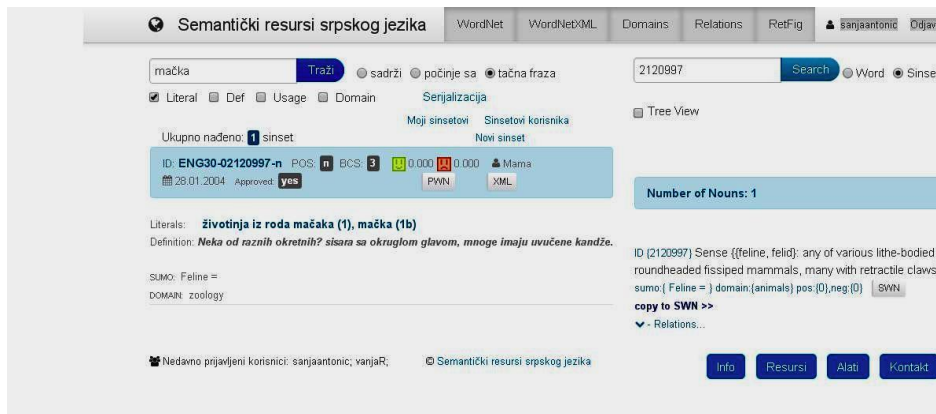 Semantički resursi srpskog jezika WordNet WordNetXML Domains Relations RetFig sanjaantonic
mačka Traži sadrži počinje sa tačna fraza
Literal Def Usage Domain Serijalizacija
Moji sinsetovi Sinsetovi korisnika
Ukupno nađeno: 1 sinset Novi sinset
ID: ENG30-02120997-n POS: n BCS: 3 0.000 0.000 Mama
28.01.2004 Approved: yes PWN XML
Literals: životinja iz roda mačaka (1), mačka (1b)
Definition: Neka od raznih okretnih? sisara sa okruglom glavom, mnoge imaju uvučene kandže.
SUMO: Feline =
DOMAIN: zoology
2120997 Search Word Sinse
Tree View
Number of Nouns: 1
ID {2120997} Sense {{feline, felid}: any of various lithe-bodied
roundheaded fissiped mammals, many with retractile claws
sumo:{ Feline = } domain:{animals} pos:{0},neg:{0} SWN
copy to SWN >>
- Relations...
Nedavno prijavljeni korisnici: sanjaantonic; vanjaR; © Semantički resursi srpskog jezika
Info Resursi Alati Kontakt